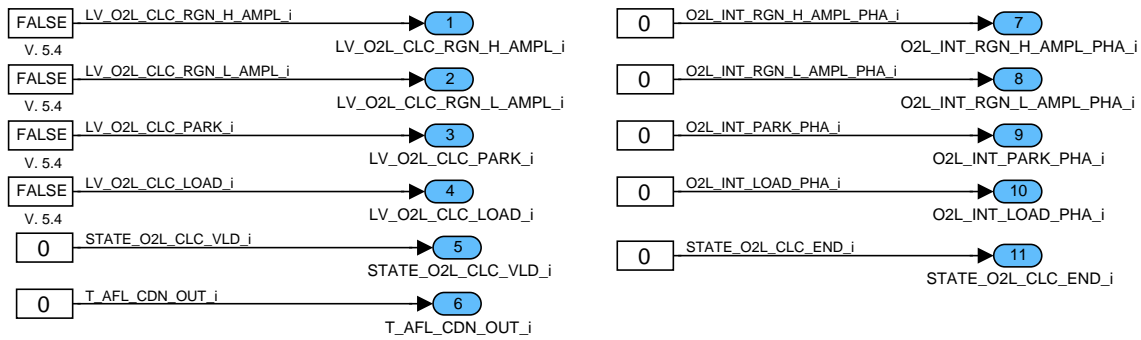 FALSE LV_O2L_CLC_RGN_H_AMPL_i 1
V. 5.4 LV_O2L_CLC_RGN_H_AMPL_i
FALSE LV_O2L_CLC_RGN_L_AMPL_i 2
V. 5.4 LV_O2L_CLC_RGN_L_AMPL_i
FALSE LV_O2L_CLC_PARK_i 3
V. 5.4 LV_O2L_CLC_PARK_i
FALSE LV_O2L_CLC_LOAD_i 4
V. 5.4 LV_O2L_CLC_LOAD_i
0 STATE_O2L_CLC_VLD_i 5
STATE_O2L_CLC_VLD_i
0 T_AFL_CDN_OUT_i 6
T_AFL_CDN_OUT_i
0 O2L_INT_RGN_H_AMPL_PHA_i 7
O2L_INT_RGN_H_AMPL_PHA_i
0 O2L_INT_RGN_L_AMPL_PHA_i 8
O2L_INT_RGN_L_AMPL_PHA_i
0 O2L_INT_PARK_PHA_i 9
O2L_INT_PARK_PHA_i
0 O2L_INT_LOAD_PHA_i 10
O2L_INT_LOAD_PHA_i
0 STATE_O2L_CLC_END_i 11
STATE_O2L_CLC_END_i